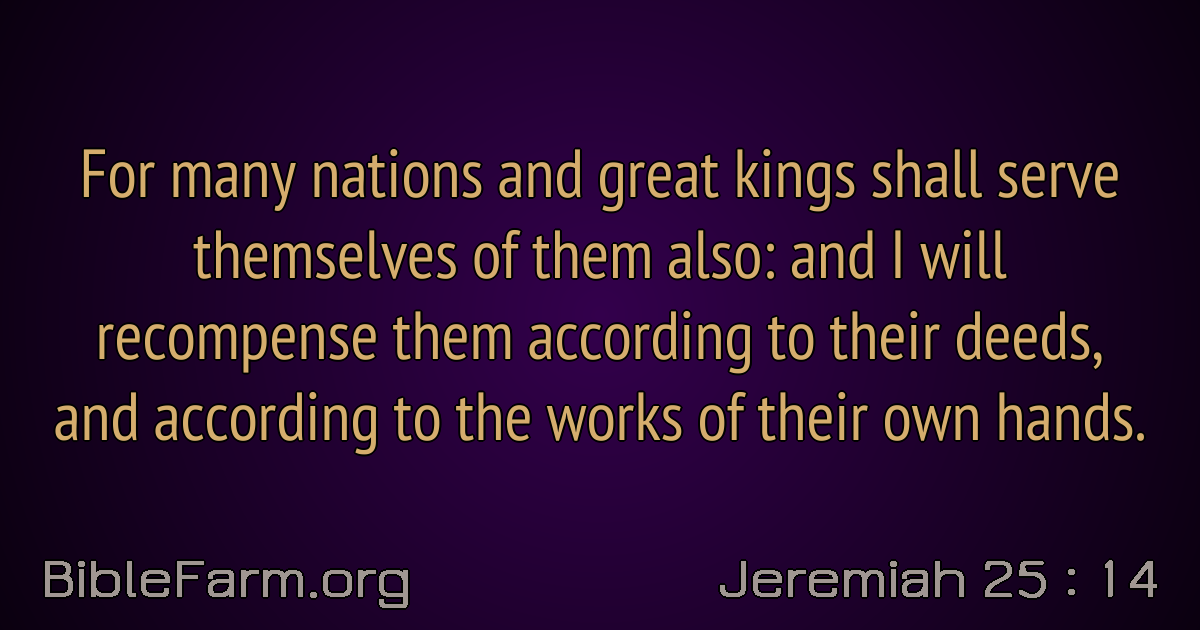 For many nations and great kings shall serve
themselves of them also: and I will
recompense them according to their deeds,
and according to the works of their own hands.
BibleFarm.org
Jeremiah 25 : 14